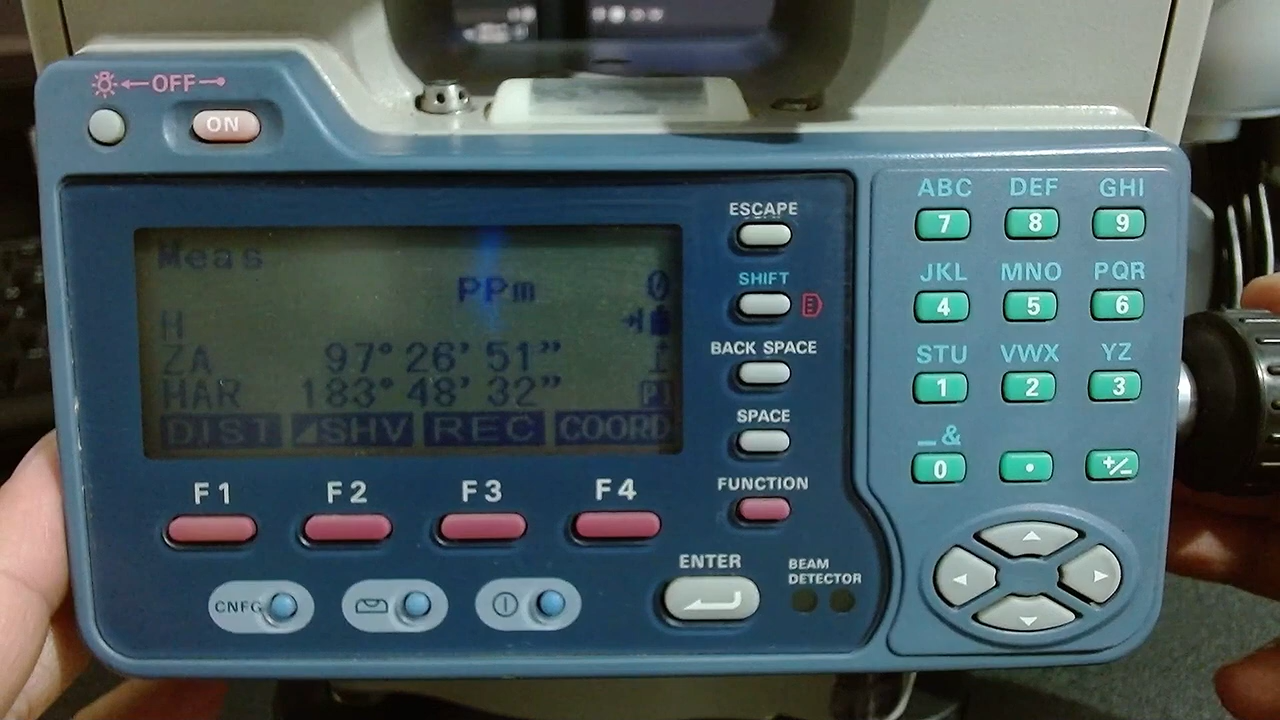 OFF
ON
Meas
PPm 0
H
ZA 97° 26' 51"
HAR 183° 48' 32"
P1
DIST ◢SHV REC COORD
F1 F2 F3 F4
CNFG
ESCAPE
SHIFT
BACK SPACE
SPACE
FUNCTION
ENTER
BEAM
DETECTOR
ABC DEF GHI
7 8 9
JKL MNO PQR
4 5 6
STU VWX YZ
1 2 3
_&
0 . +/-